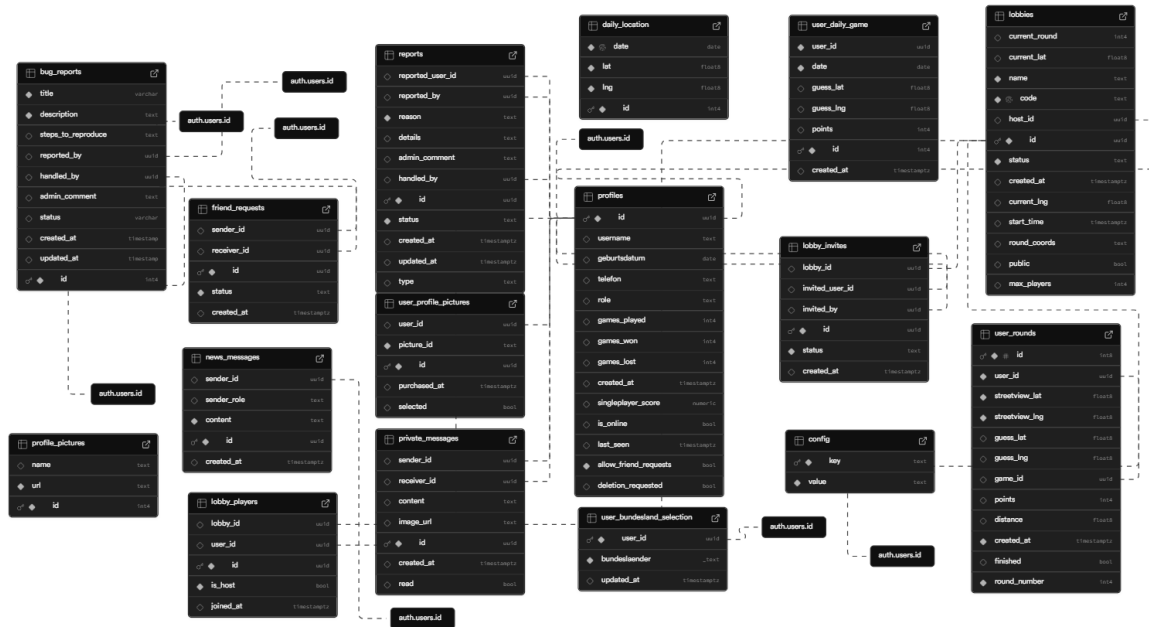 bug_reports
title varchar
description text
steps_to_reproduce text
reported_by uuid
handled_by uuid
admin_comment text
status varchar
created_at timestamp
updated_at timestamp
id int4
auth.users.id
auth.users.id
auth.users.id
friend_requests
sender_id uuid
receiver_id uuid
id uuid
status text
created_at timestamptz
news_messages
sender_id uuid
sender_role text
content text
id uuid
created_at timestamptz
auth.users.id
profile_pictures
name text
url text
id int4
lobby_players
lobby_id uuid
user_id uuid
id uuid
is_host bool
joined_at timestamptz
reports
reported_user_id uuid
reported_by uuid
reason text
details text
admin_comment text
handled_by uuid
id uuid
status text
created_at timestamptz
updated_at timestamptz
type text
user_profile_pictures
user_id uuid
picture_id text
id uuid
purchased_at timestamptz
selected bool
private_messages
sender_id uuid
receiver_id uuid
content text
image_url text
id uuid
created_at timestamptz
read bool
auth.users.id
daily_location
date date
lat float8
lng float8
id int4
auth.users.id
profiles
id uuid
username text
geburtsdatum date
telefon text
role text
games_played int4
games_won int4
games_lost int4
created_at timestamptz
singleplayer_score numeric
is_online bool
last_seen timestamptz
allow_friend_requests bool
deletion_requested bool
user_bundesland_selection
user_id uuid
bundeslaender _text
updated_at timestamptz
auth.users.id
user_daily_game
user_id uuid
date date
guess_lat float8
guess_lng float8
points int4
id int4
created_at timestamptz
lobby_invites
lobby_id uuid
invited_user_id uuid
invited_by uuid
id uuid
status text
created_at timestamptz
config
key text
value text
auth.users.id
lobbies
current_round int4
current_lat float8
name text
code text
host_id uuid
id uuid
status text
created_at timestamptz
current_lng float8
start_time timestamptz
round_coords text
public bool
max_players int4
user_rounds
id int8
user_id uuid
streetview_lat float8
streetview_lng float8
guess_lat float8
guess_lng float8
game_id uuid
points int4
distance float8
created_at timestamptz
finished bool
round_number int4